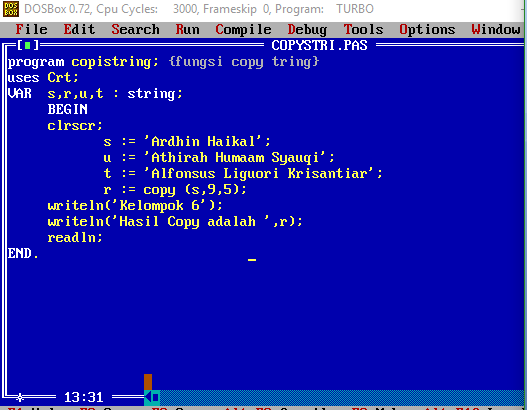 DOSBox 0.72, Cpu Cycles: 3000, Frameskip 0, Program: TURBO
File Edit Search Run Compile Debug Tools Options Window
COPYSTRI.PAS
program copistring; {fungsi copy tring}
uses Crt;
VAR s,r,u,t : string;
BEGIN
clrscr;
s := 'Ardhin Haikal';
u := 'Athirah Humaam Syauqi';
t := 'Alfonsus Liguori Krisantiar';
r := copy (s,9,5);
writeln('Kelompok 6');
writeln('Hasil Copy adalah ',r);
readln;
END.
13:31